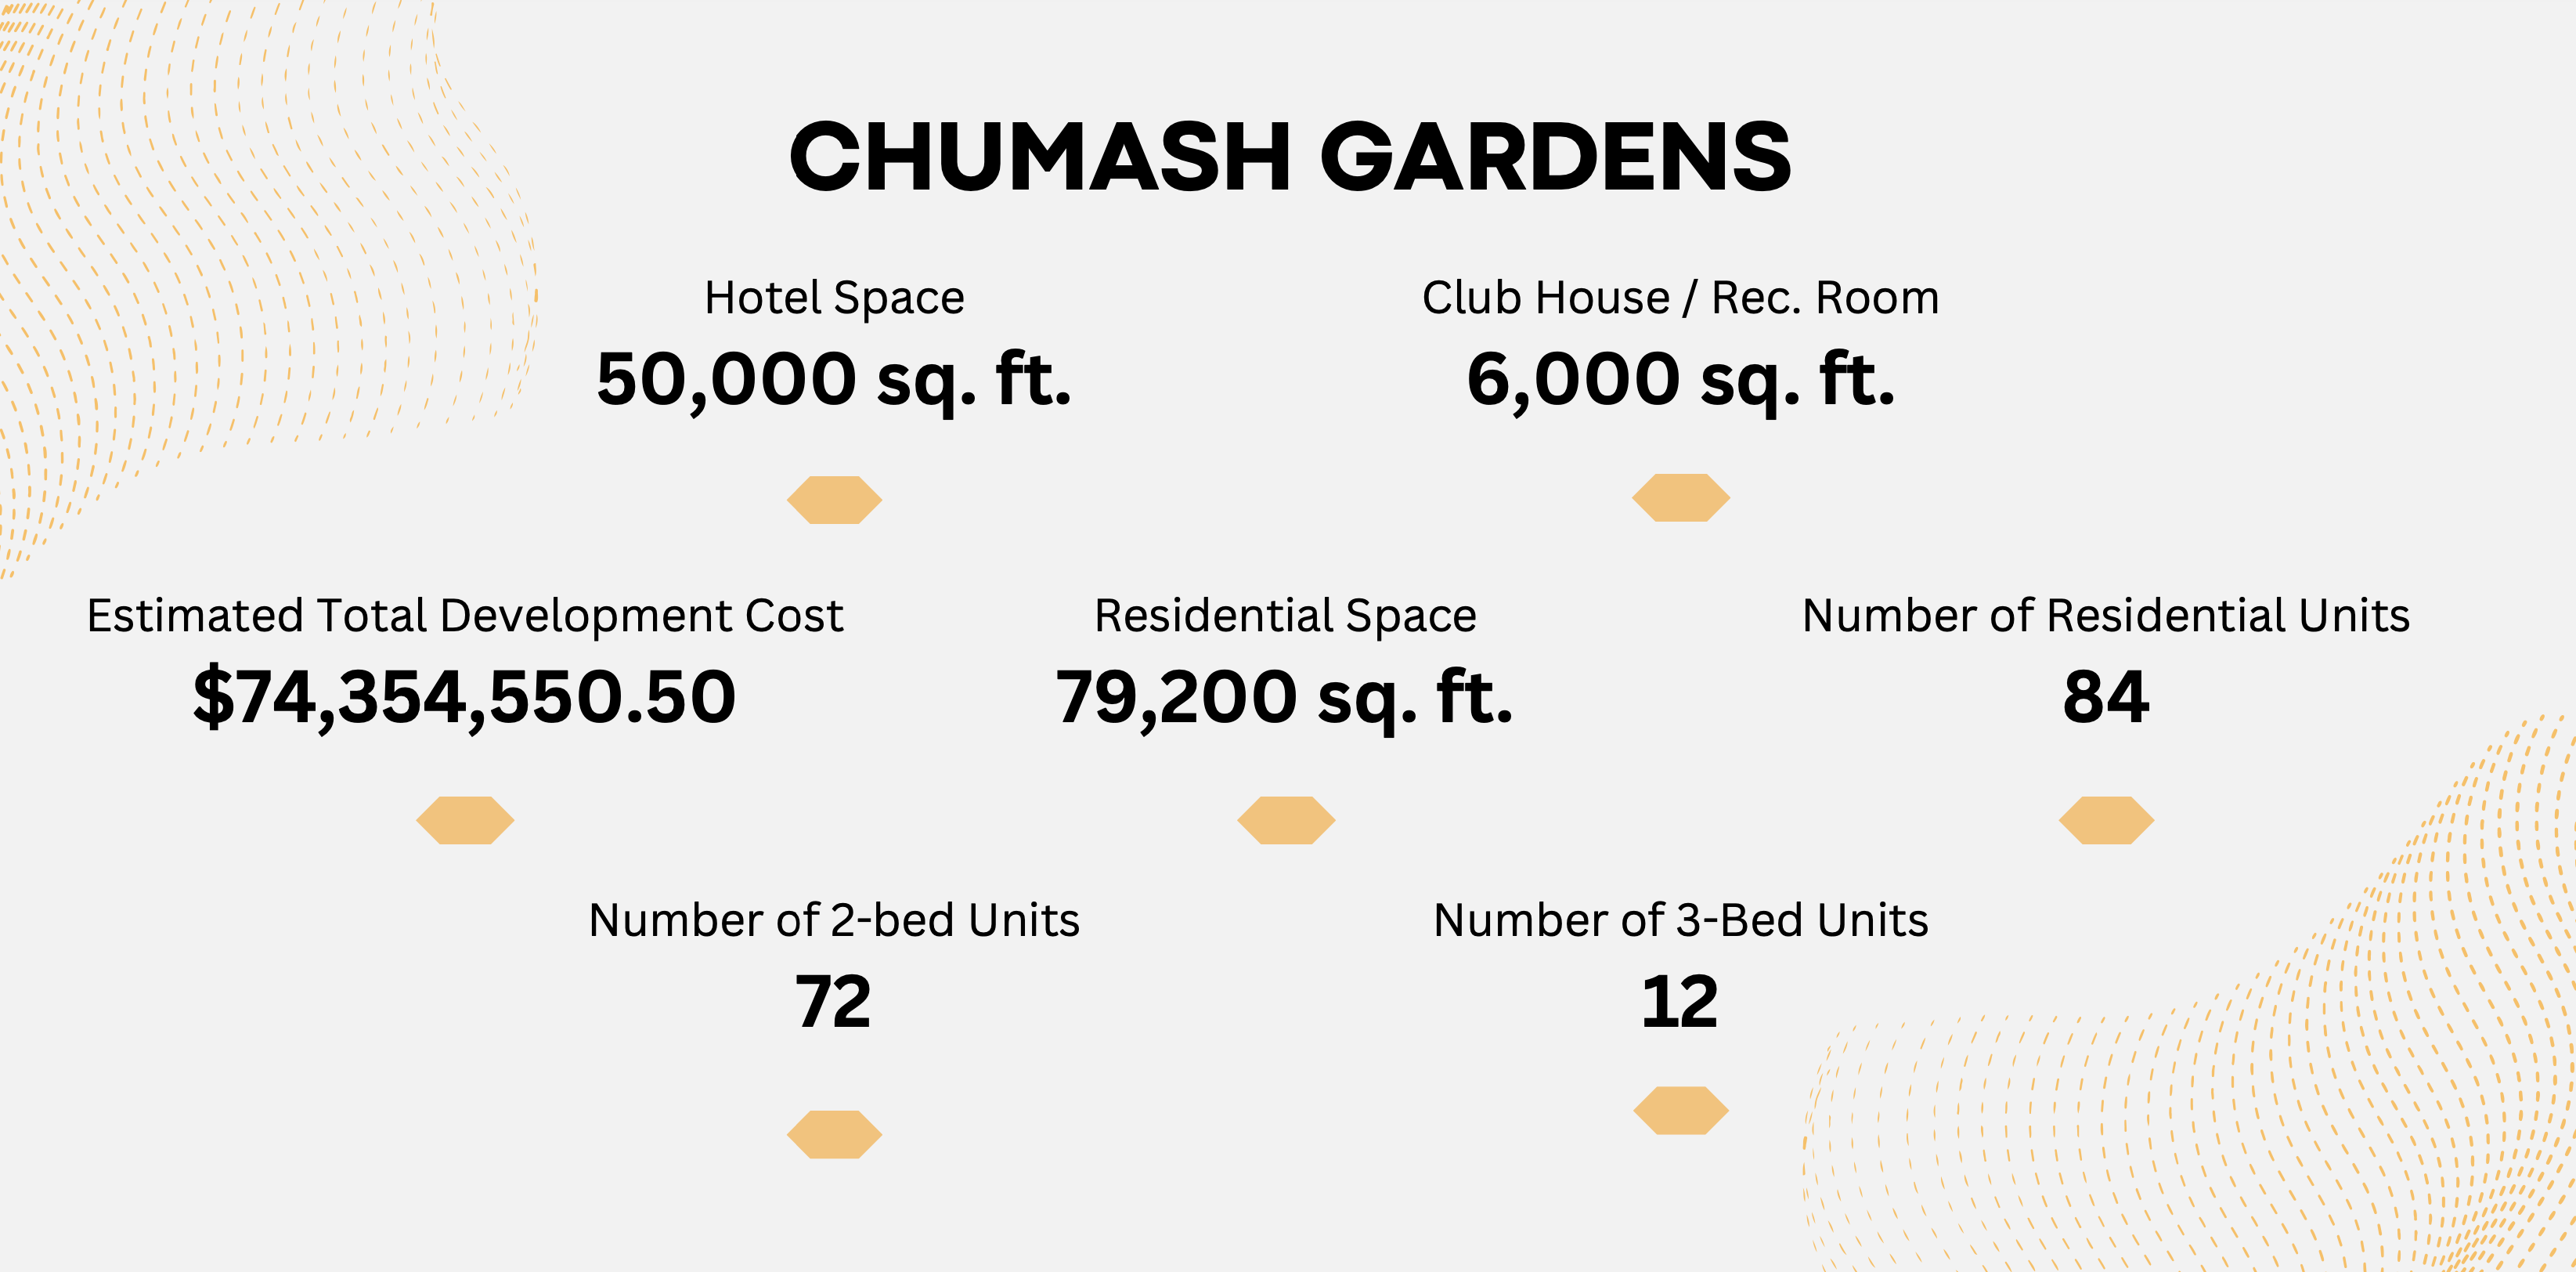 CHUMASH GARDENS
Hotel Space
50,000 sq. ft.
Club House / Rec. Room
6,000 sq. ft.
Estimated Total Development Cost
$74,354,550.50
Residential Space
79,200 sq. ft.
Number of Residential Units
84
Number of 2-bed Units
72
Number of 3-Bed Units
12